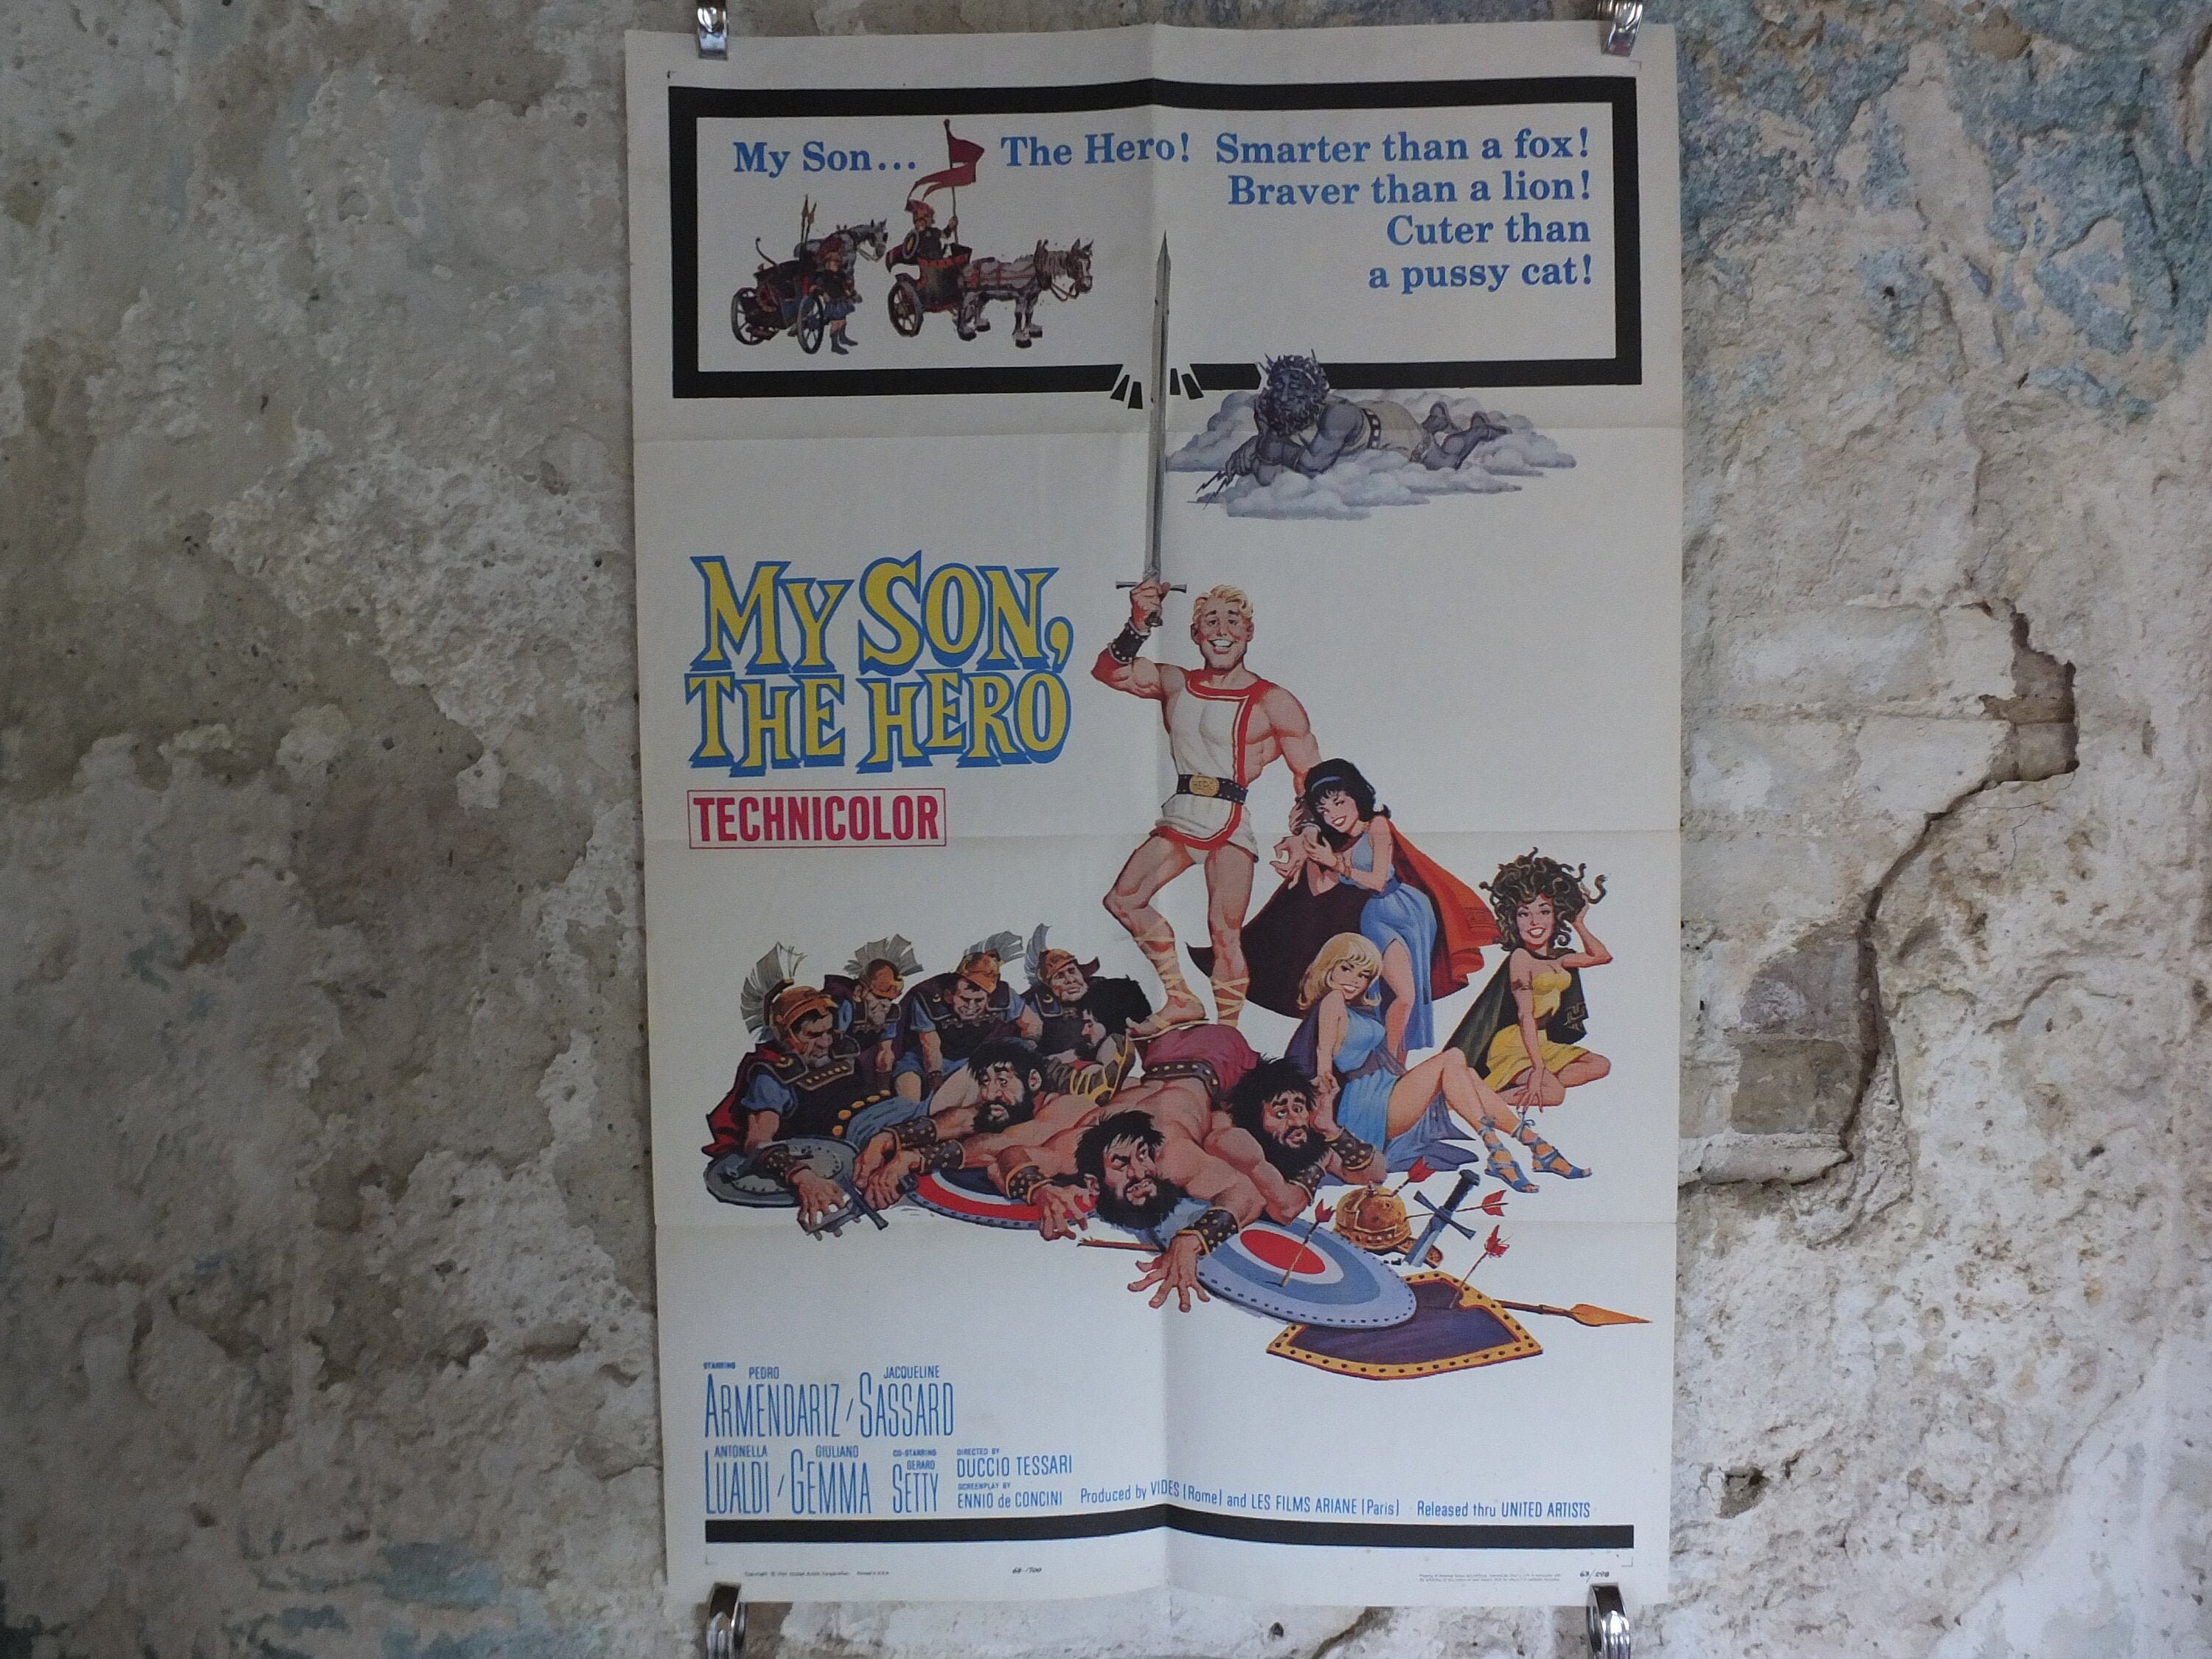 My Son... The Hero! Smarter than a fox!
Braver than a lion!
Cuter than
a pussy cat!
MY SON,
THE HERO
TECHNICOLOR
HERO
STARRING
PEDRO JACQUELINE
ARMENDARIZ / SASSARD
ANTONELLA GIULIANO
LUALDI / GEMMA
CO-STARRING
GERARD
SETTY
DIRECTED BY
DUCCIO TESSARI
SCREENPLAY BY
ENNIO de CONCINI
Produced by VIDES (Rome) and LES FILMS ARIANE (Paris) Released thru UNITED ARTISTS